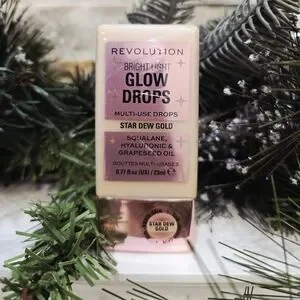 REVOLUTION
BRIGHT LIGHT
GLOW
DROPS
MULTI-USE DROPS
STAR DEW GOLD
SQUALANE,
HYALURONIC &
GRAPESEED OIL
GOUTTES MULTI-USAGES
0.77 fl.oz (US) / 23ml ℮
STAR DEW
GOLD